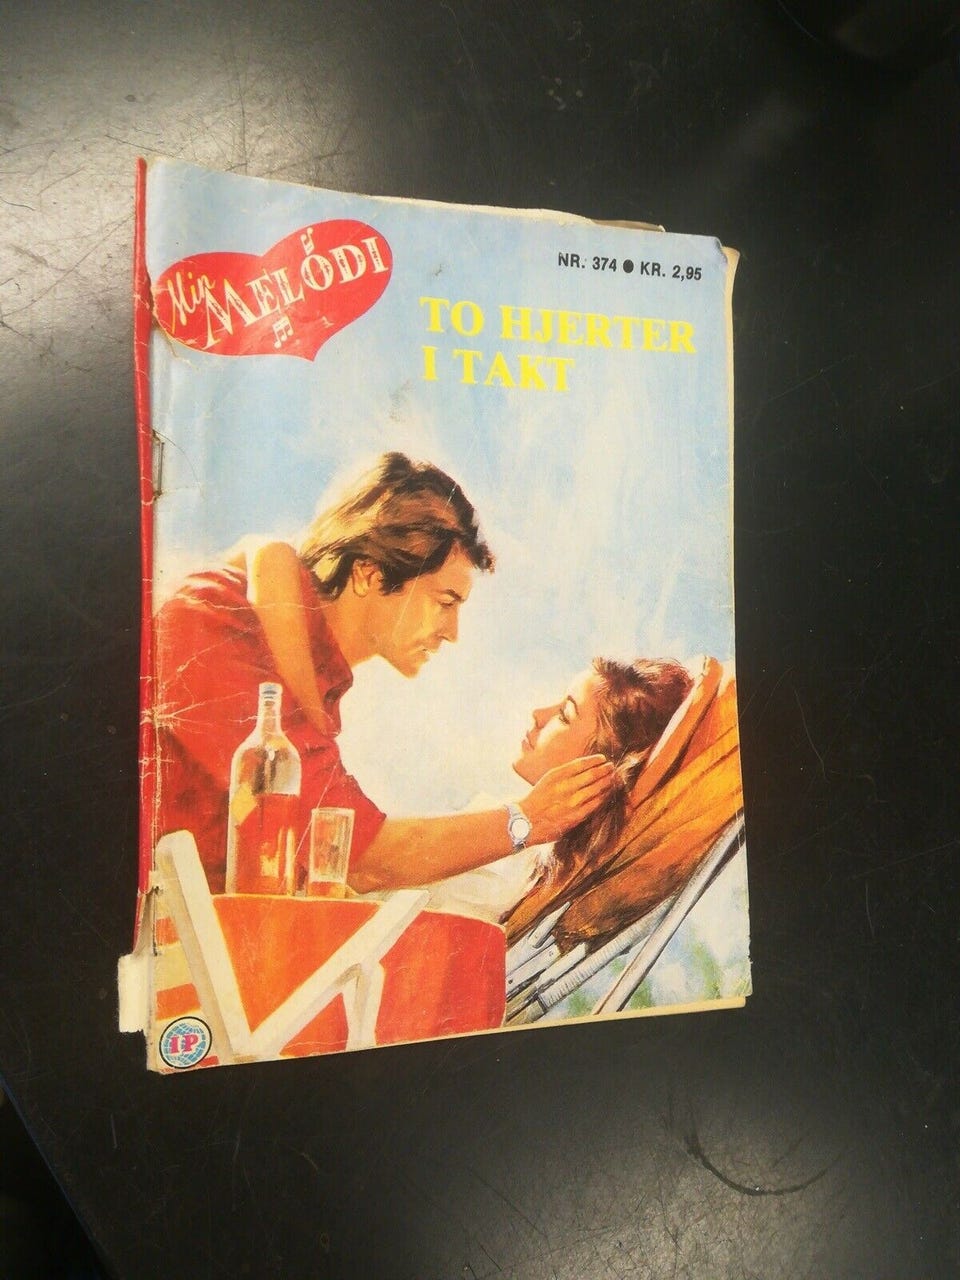 Min
MELODI
NR. 374 ● KR. 2,95
TO HJERTER
I TAKT
IP